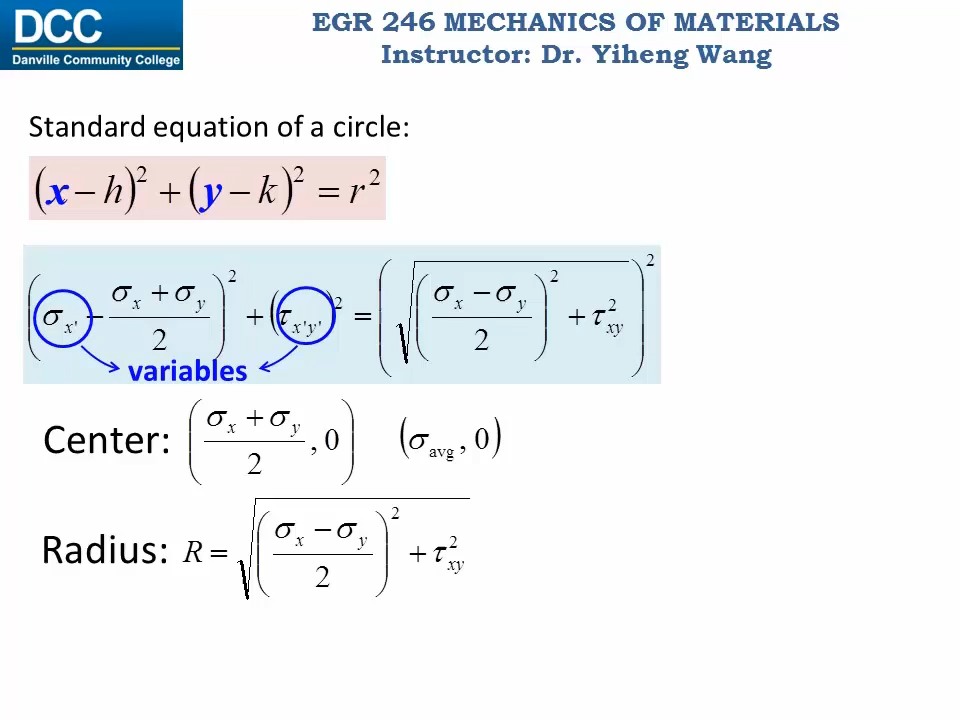 DCC
Danville Community College
EGR 246 MECHANICS OF MATERIALS
Instructor: Dr. Yiheng Wang
Standard equation of a circle:
(x − h)² + (y − k)² = r²
(σ_x' − (σ_x + σ_y)/2)² + (τ_x'y')² = (√(((σ_x − σ_y)/2)² + τ_xy²))²
variables
Center: ((σ_x + σ_y)/2, 0) (σ_avg, 0)
Radius: R = √(((σ_x − σ_y)/2)² + τ_xy²)